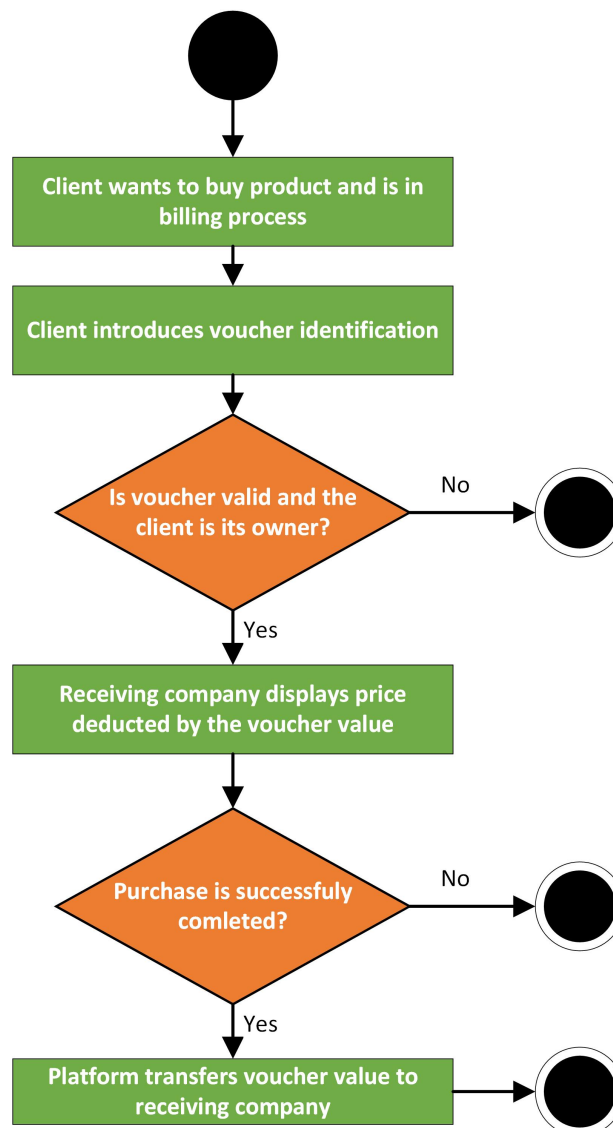 Client wants to buy product and is in
billing process
Client introduces voucher identification
Is voucher valid and the
client is its owner?
No
Yes
Receiving company displays price
deducted by the voucher value
Purchase is successfuly
comleted?
No
Yes
Platform transfers voucher value to
receiving company